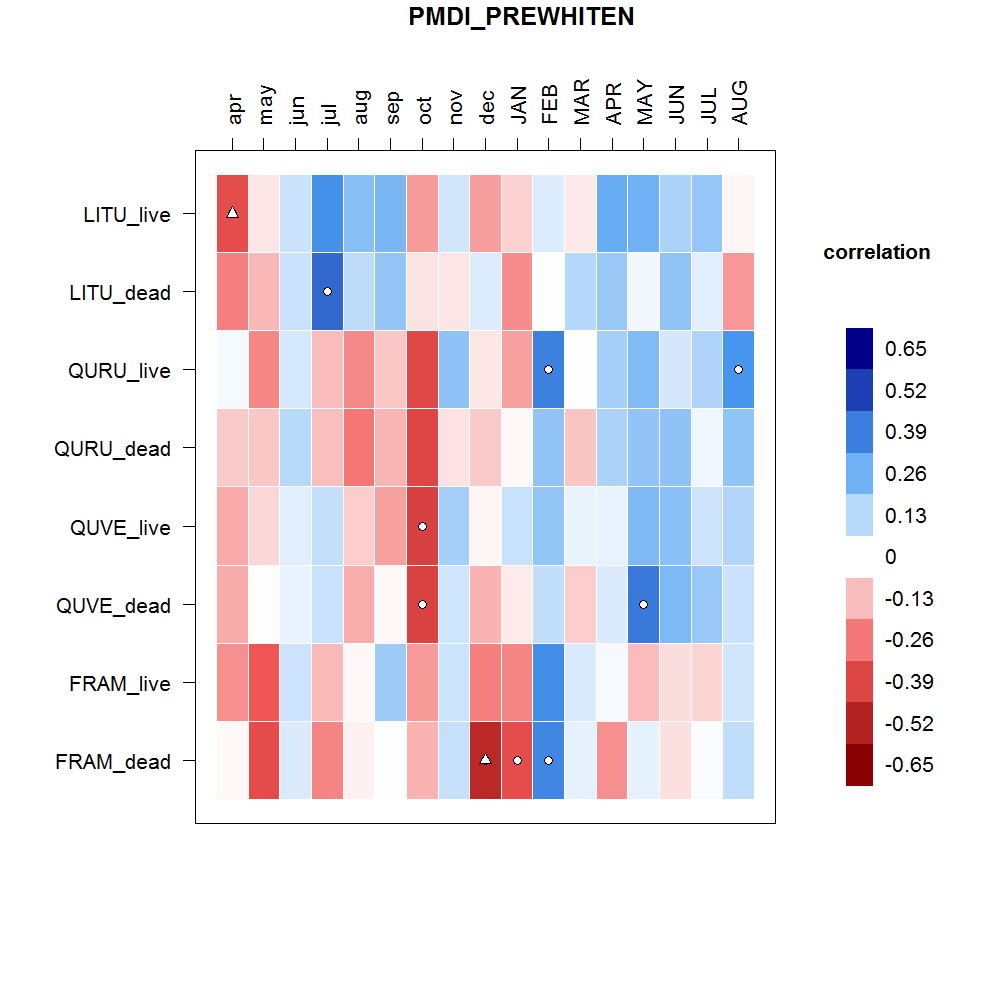 PMDI_PREWHITEN
apr may jun jul aug sep oct nov dec JAN FEB MAR APR MAY JUN JUL AUG
LITU_live
LITU_dead
QURU_live
QURU_dead
QUVE_live
QUVE_dead
FRAM_live
FRAM_dead
correlation
0.65
0.52
0.39
0.26
0.13
0
-0.13
-0.26
-0.39
-0.52
-0.65